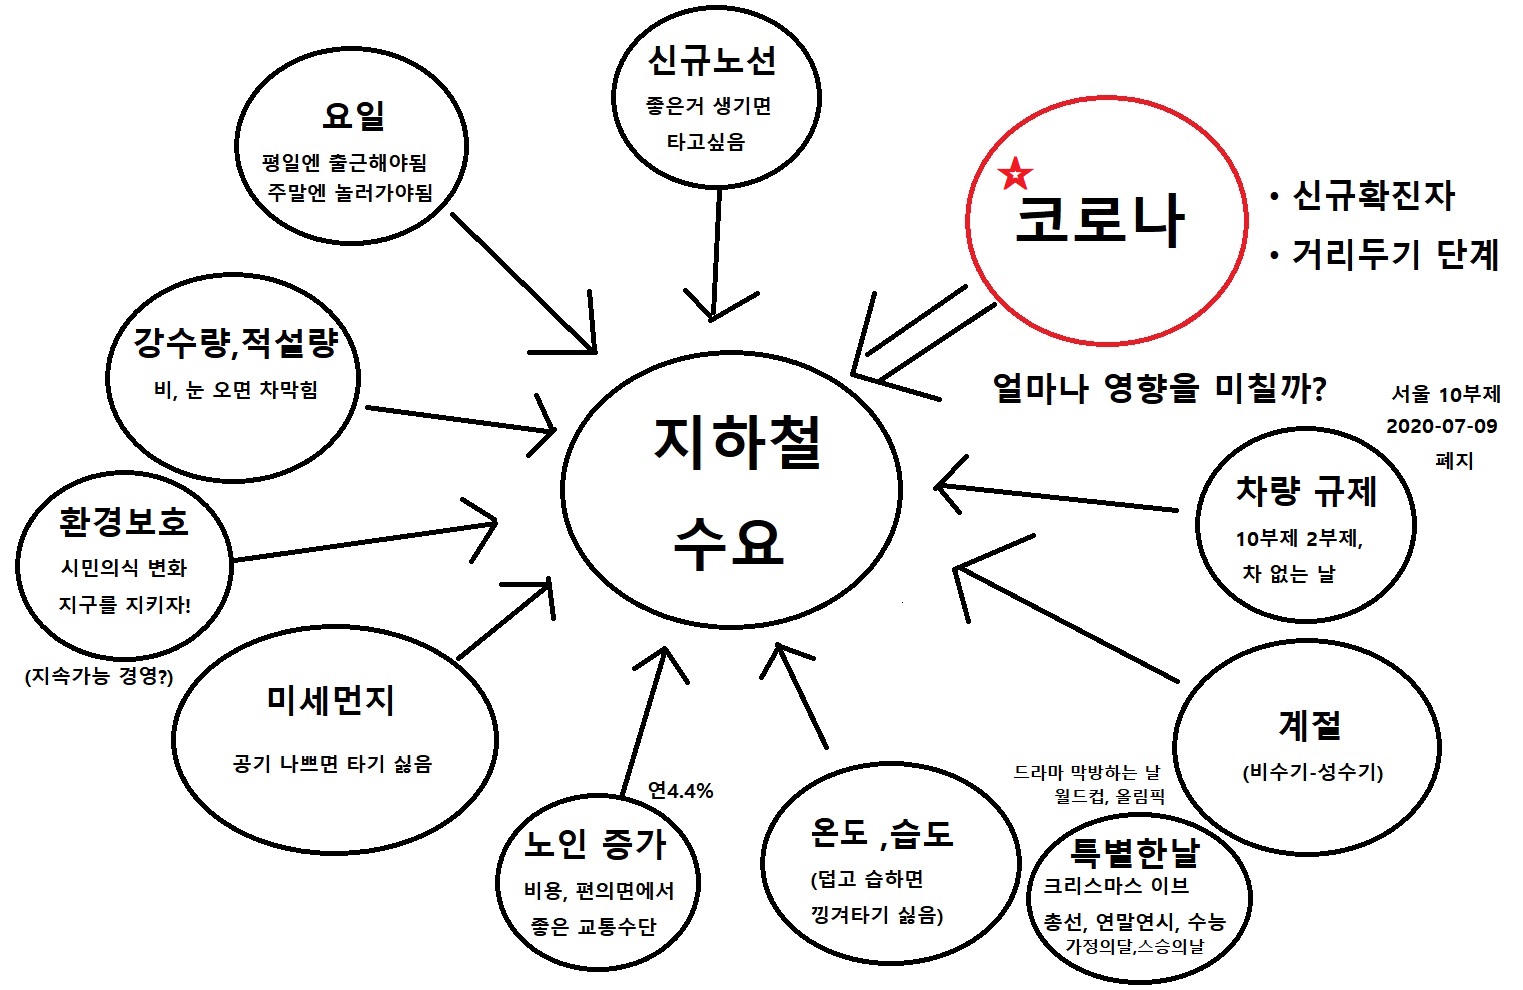 신규노선
좋은거 생기면
타고싶음
요일
평일엔 출근해야됨
주말엔 놀러가야됨
코로나
• 신규확진자
• 거리두기 단계
강수량,적설량
비, 눈 오면 차막힘
얼마나 영향을 미칠까?
서울 10부제
2020-07-09
폐지
지하철
수요
차량 규제
10부제 2부제,
차 없는 날
환경보호
시민의식 변화
지구를 지키자!
(지속가능 경영?)
미세먼지
공기 나쁘면 타기 싫음
계절
(비수기-성수기)
연4.4%
노인 증가
비용, 편의면에서
좋은 교통수단
온도 ,습도
(덥고 습하면
낑겨타기 싫음)
드라마 막방하는 날
월드컵, 올림픽
특별한날
크리스마스 이브
총선, 연말연시, 수능
가정의달,스승의날